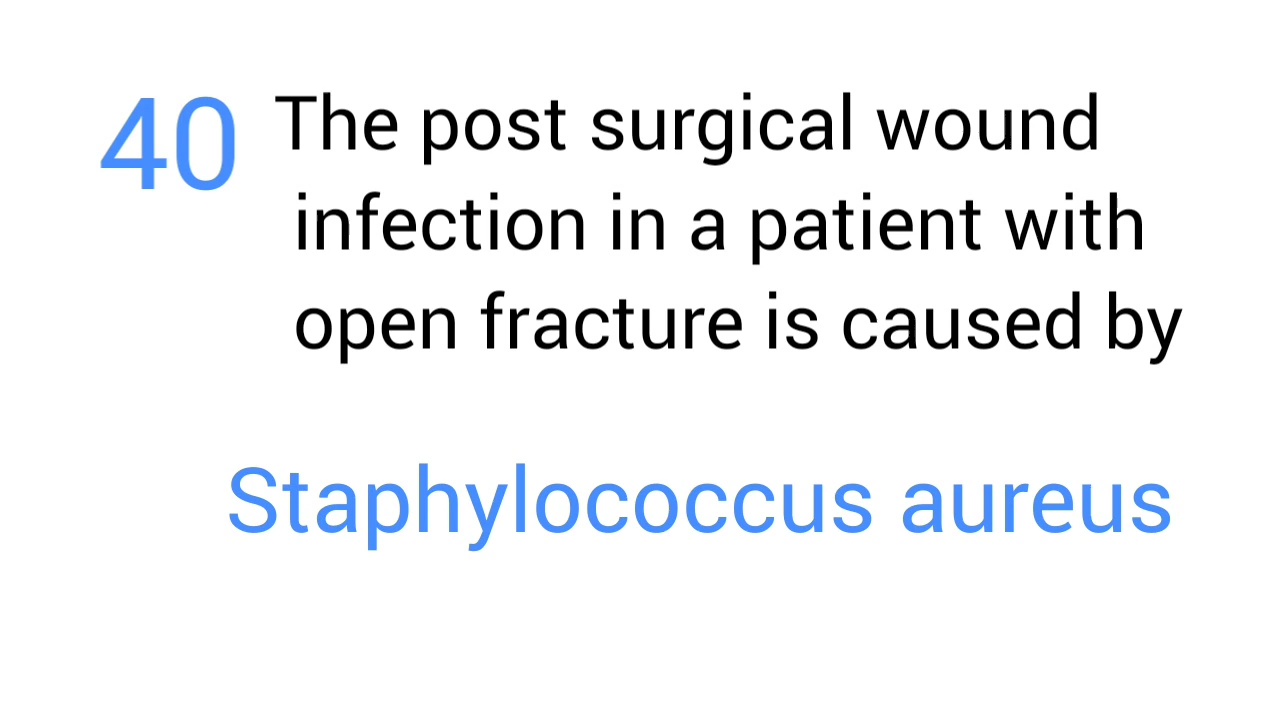 40 The post surgical wound
infection in a patient with
open fracture is caused by
Staphylococcus aureus